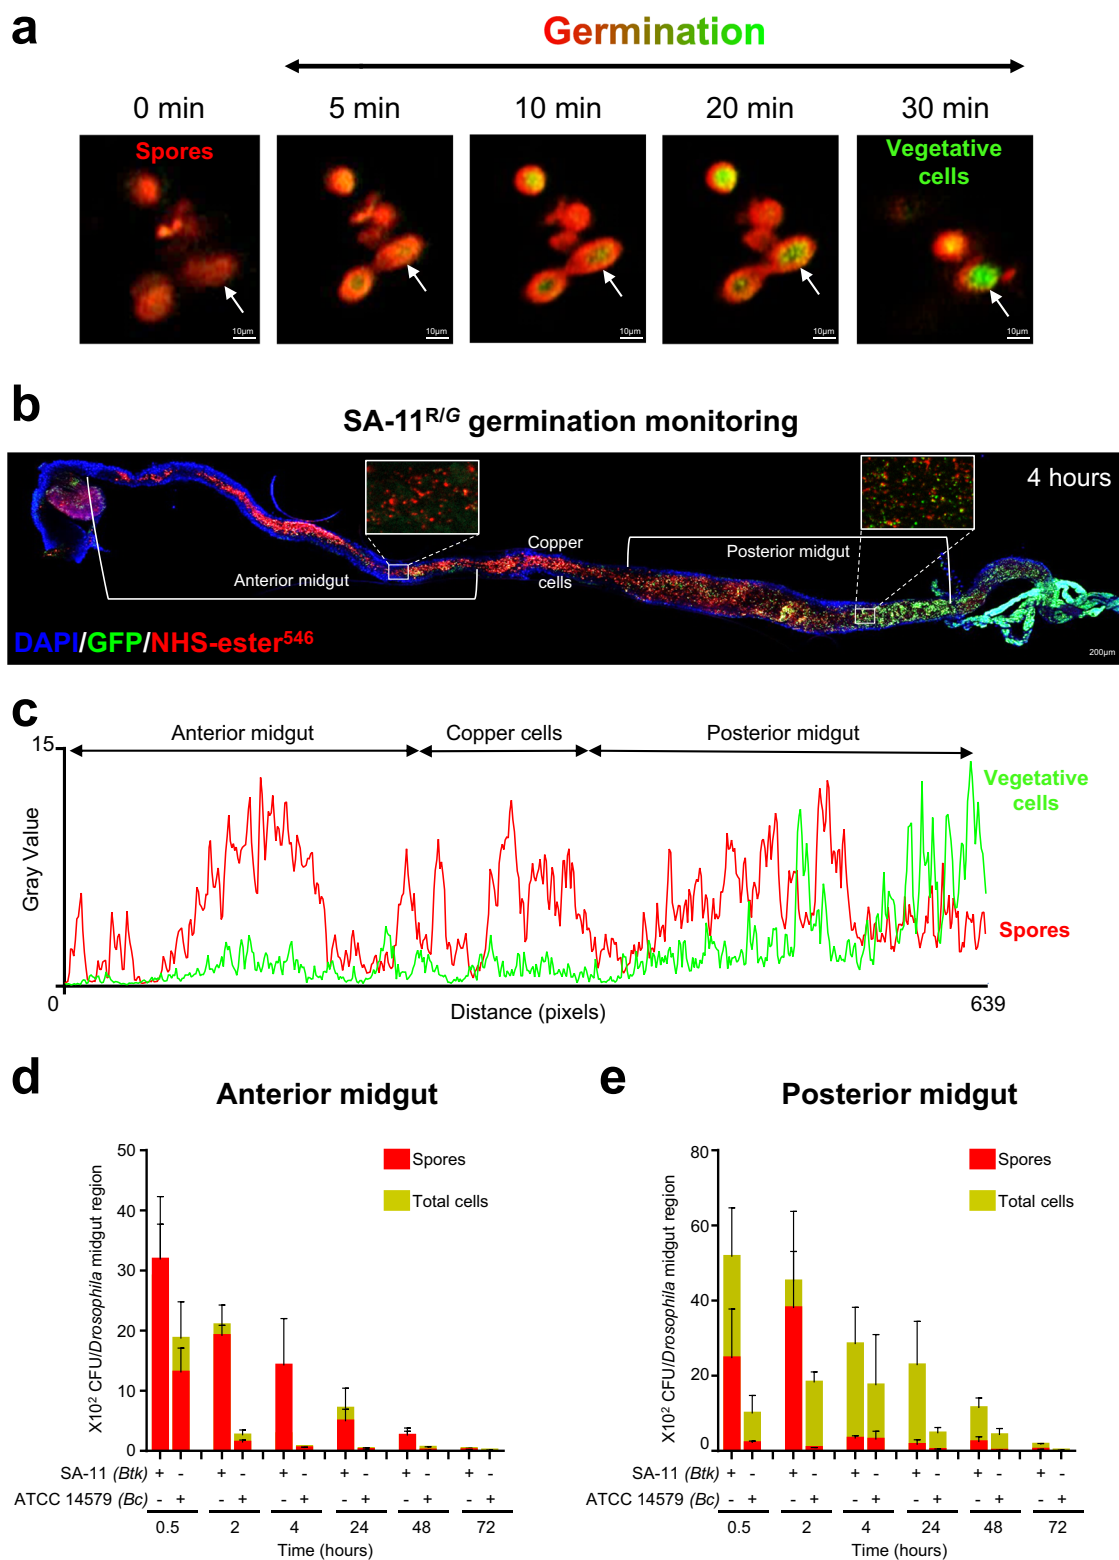 a
Germination
0 min
5 min
10 min
20 min
30 min
Spores
Vegetative
cells
10µm
10µm
10µm
10µm
10µm
b
SA-11R/G germination monitoring
4 hours
Copper
cells
Posterior midgut
Anterior midgut
DAPI/GFP/NHS-ester546
200µm
c
Anterior midgut
Copper cells
Posterior midgut
15
Gray Value
Vegetative
cells
Spores
0
Distance (pixels)
639
d
Anterior midgut
X10² CFU/Drosophila midgut region
50
40
30
20
10
0
Spores
Total cells
SA-11 (Btk) + - + - + - + - + - + -
ATCC 14579 (Bc) - + - + - + - + - + - +
0.5 2 4 24 48 72
Time (hours)
e
Posterior midgut
X10² CFU/Drosophila midgut region
80
60
40
20
0
Spores
Total cells
SA-11 (Btk) + - + - + - + - + - + -
ATCC 14579 (Bc) - + - + - + - + - + - +
0.5 2 4 24 48 72
Time (hours)